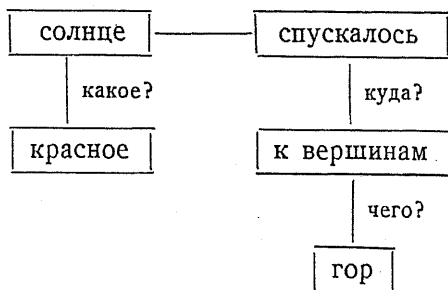 солнце спускалось
какое? куда?
красное к вершинам
чего?
гор